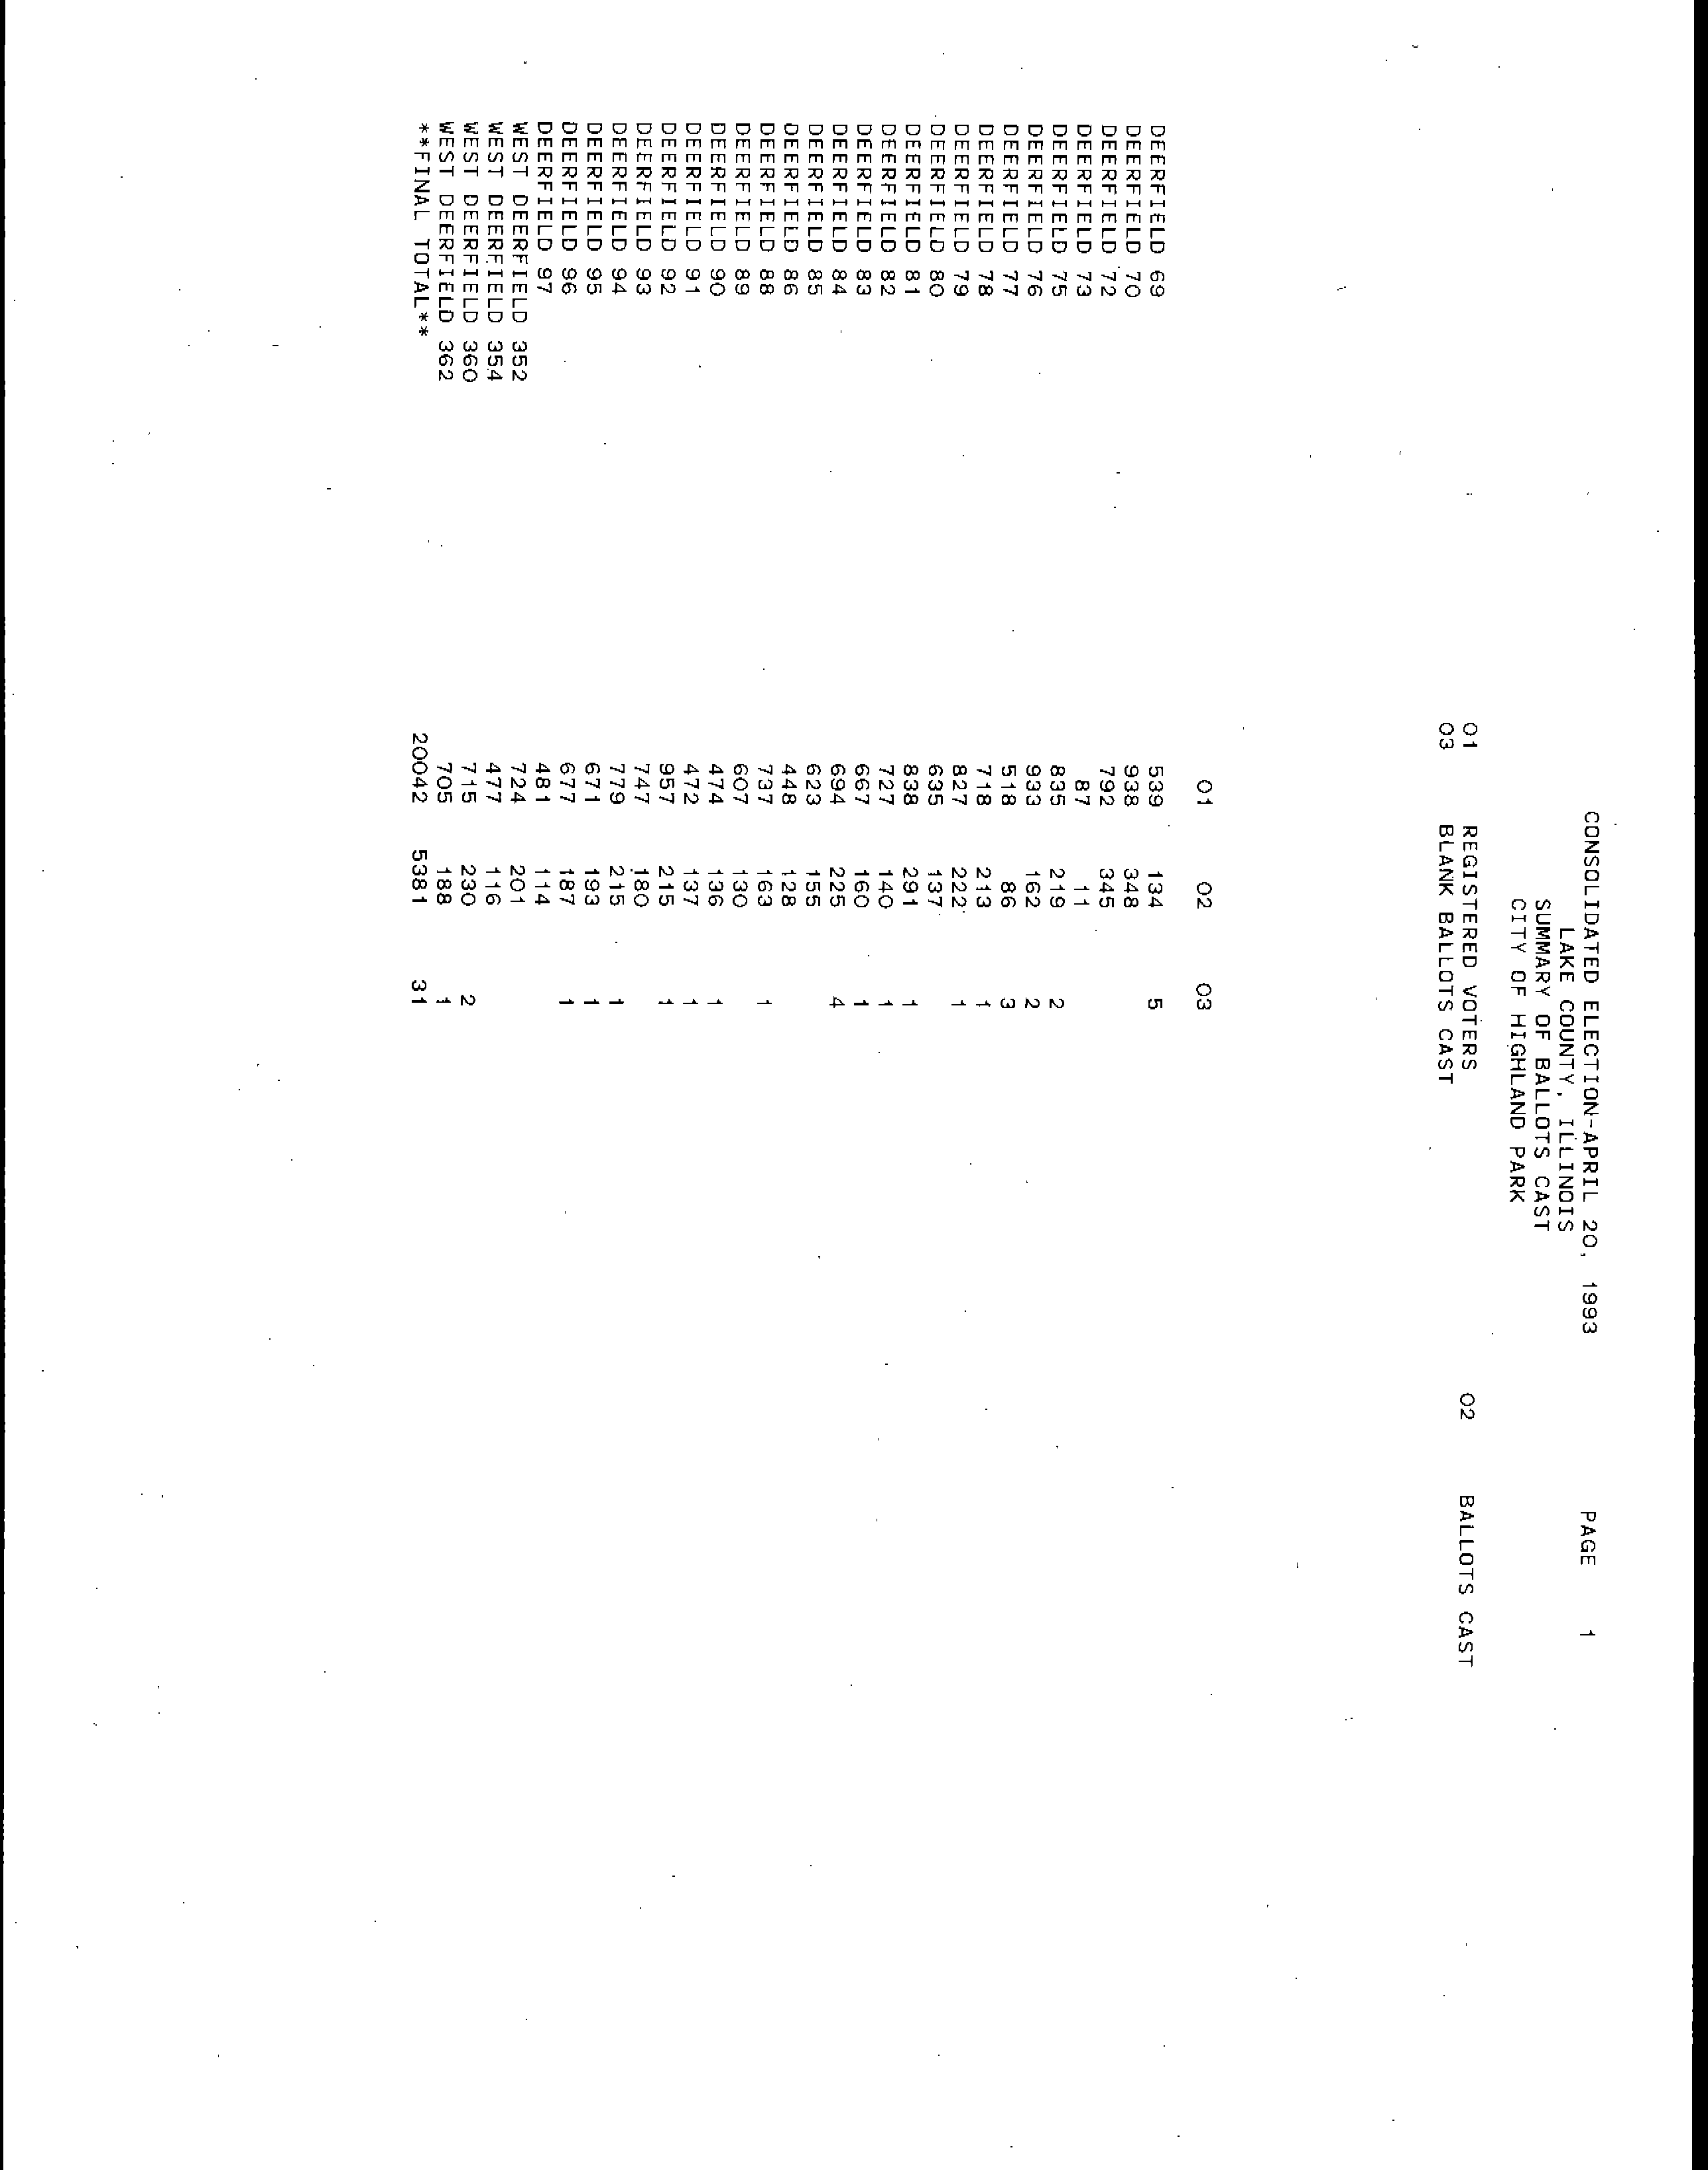 CONSOLIDATED ELECTION-APRIL 20, 1993 PAGE 1
LAKE COUNTY, ILLINOIS
SUMMARY OF BALLOTS CAST
CITY OF HIGHLAND PARK
01 REGISTERED VOTERS 02 BALLOTS CAST
03 BLANK BALLOTS CAST
01 02 03
DEERFIELD 69 539 134 5
DEERFIELD 70 938 348
DEERFIELD 72 792 345
DEERFIELD 73 87 11
DEERFIELD 75 835 219 2
DEERFIELD 76 933 162 2
DEERFIELD 77 518 86 3
DEERFIELD 78 718 213 1
DEERFIELD 79 827 222 1
DEERFIELD 80 635 137
DEERFIELD 81 838 291 1
DEERFIELD 82 727 140 1
DEERFIELD 83 667 160 1
DEERFIELD 84 694 225 4
DEERFIELD 85 623 155
DEERFIELD 86 448 128
DEERFIELD 88 737 163 1
DEERFIELD 89 607 130
DEERFIELD 90 474 136 1
DEERFIELD 91 472 137 1
DEERFIELD 92 957 215 1
DEERFIELD 93 747 180
DEERFIELD 94 779 215 1
DEERFIELD 95 671 193 1
DEERFIELD 96 677 187 1
DEERFIELD 97 481 114
WEST DEERFIELD 352 724 201
WEST DEERFIELD 354 477 116
WEST DEERFIELD 360 715 230 2
WEST DEERFIELD 362 705 188 1
**FINAL TOTAL** 20042 5381 31